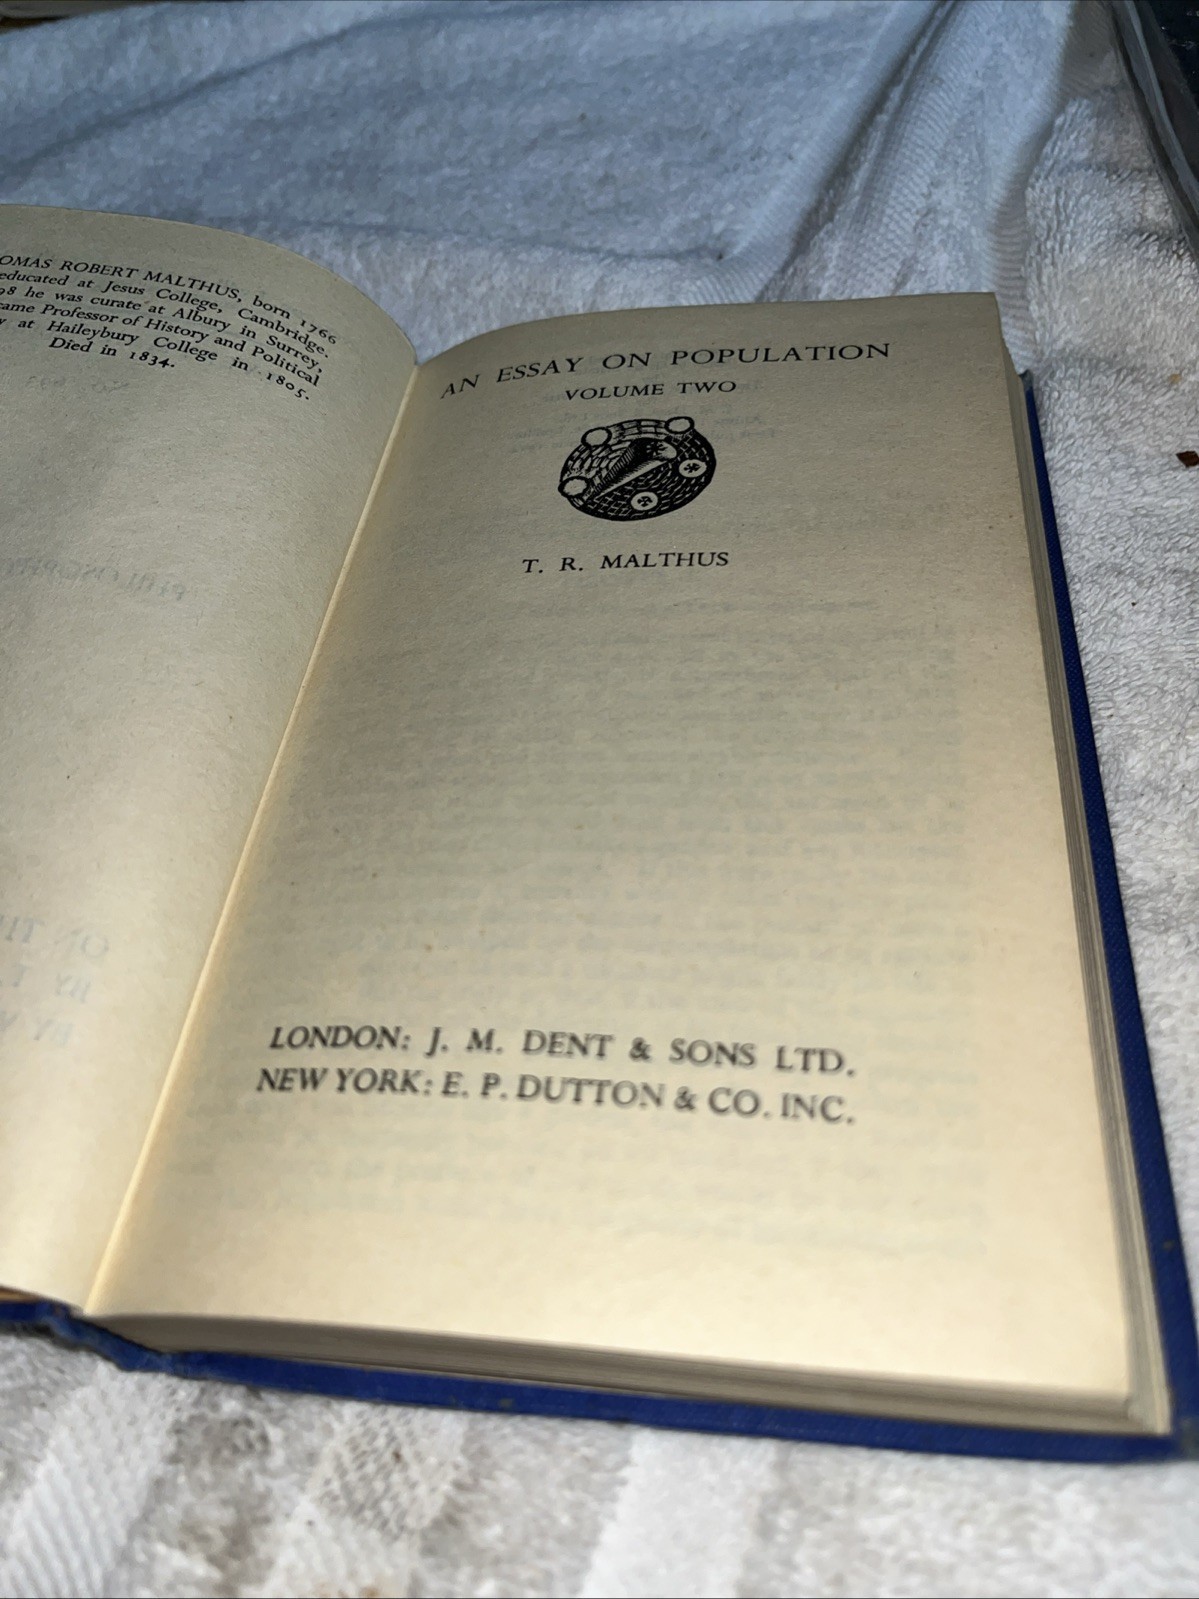 OMAS ROBERT MALTHUS, born 1766
educated at Jesus College, Cambridge.
98 he was curate at Albury in Surrey,
came Professor of History and Political
y at Haileybury College in 1805.
Died in 1834.
AN ESSAY ON POPULATION
VOLUME TWO
T. R. MALTHUS
LONDON: J. M. DENT & SONS LTD.
NEW YORK: E. P. DUTTON & CO. INC.